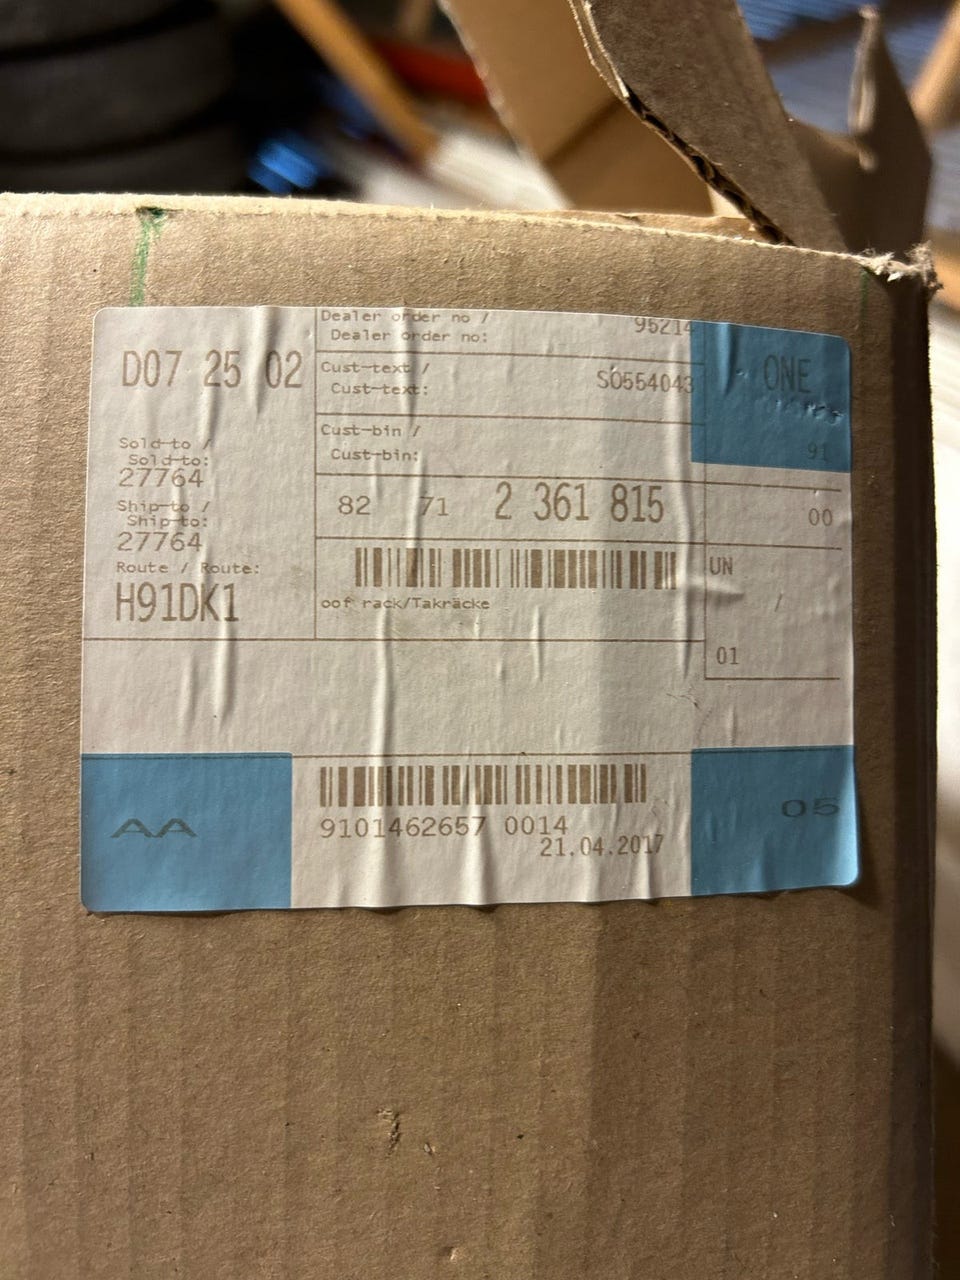 Dealer order no /
Dealer order no:
95214
D07 25 02
Cust-text /
Cust-text:
S0554043
ONE
Cust-bin /
Cust-bin:
91
Sold-to /
Sold-to:
27764
82 71 2 361 815
00
Ship-to /
Ship-to:
27764
Route / Route:
H91DK1
UN
/
oof rack/Takräcke
01
AA
05
9101462657 0014
21.04.2017